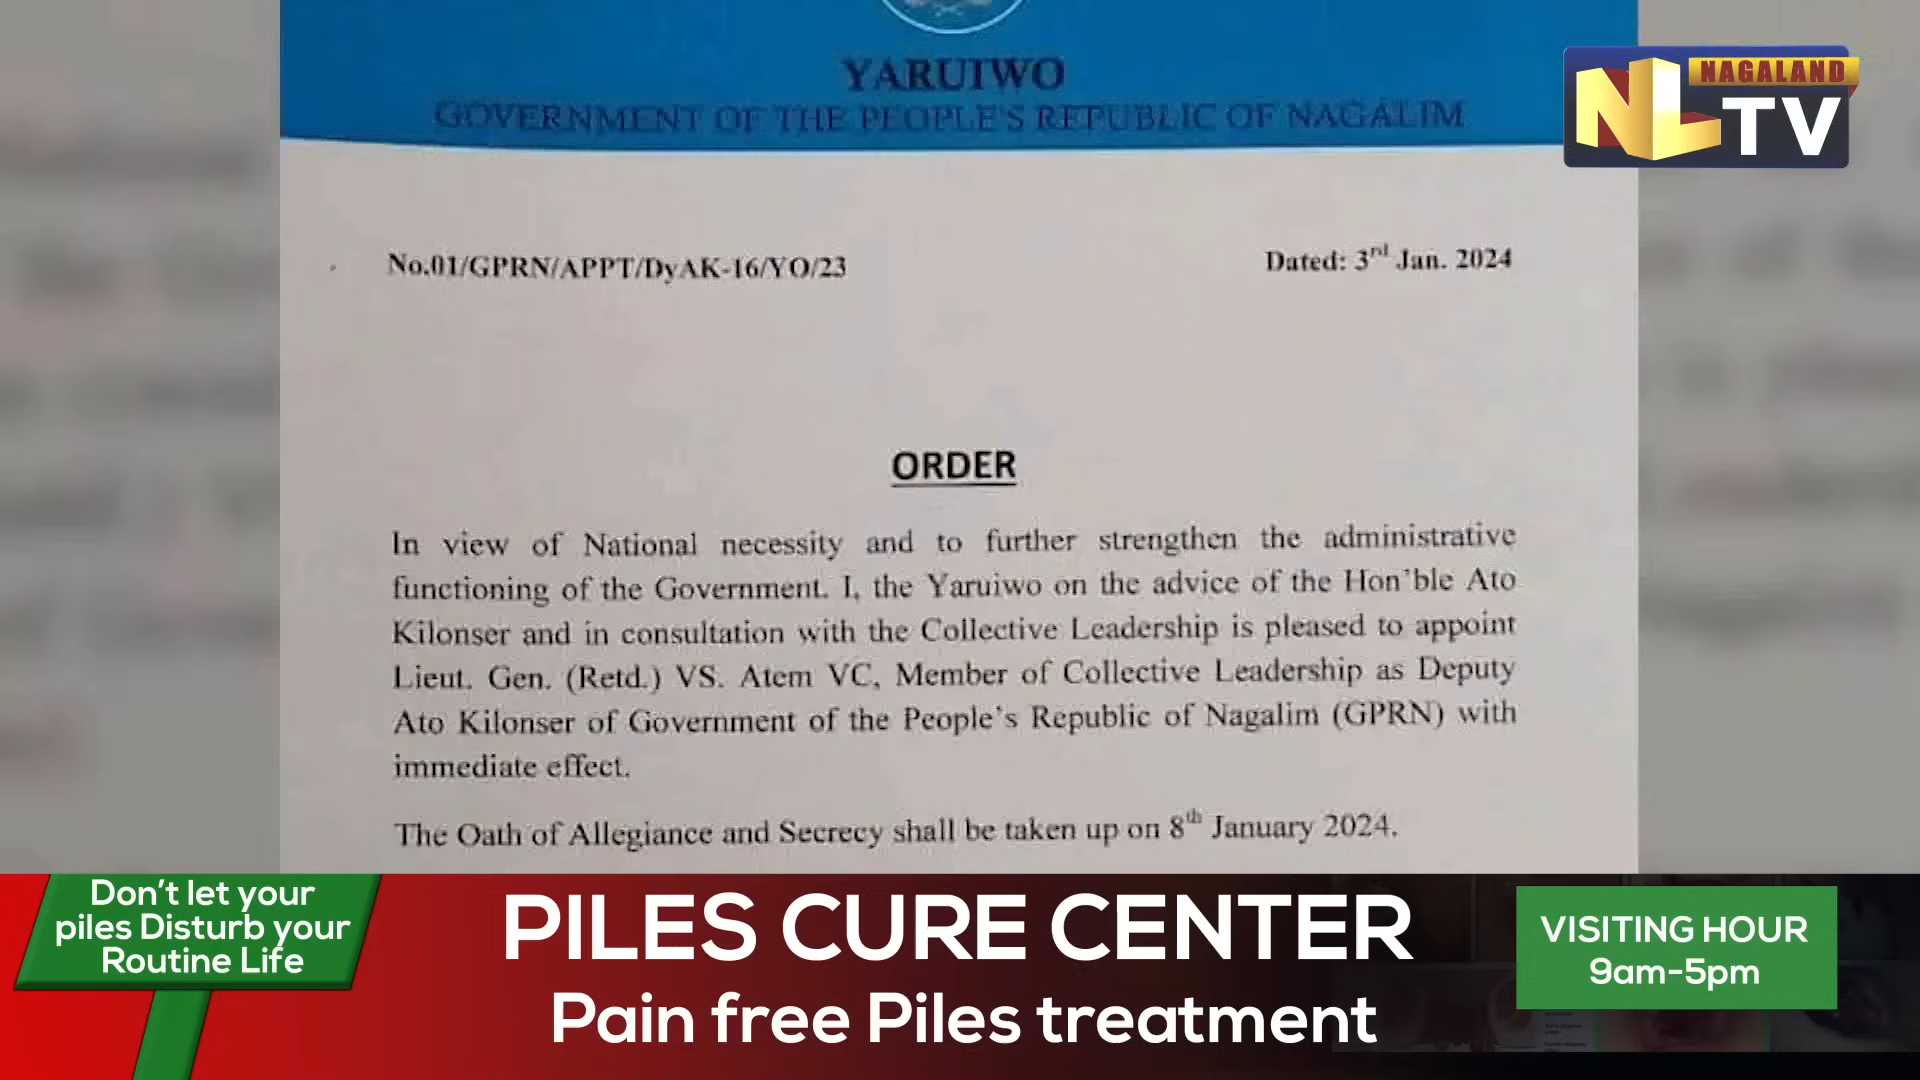 YARUIWO
GOVERNMENT OF THE PEOPLE'S REPUBLIC OF NAGALIM
NAGALAND
NL TV
No.01/GPRN/APPT/DyAK-16/YO/23
Dated: 3rd Jan. 2024
ORDER
In view of National necessity and to further strengthen the administrative
functioning of the Government. I, the Yaruiwo on the advice of the Hon'ble Ato
Kilonser and in consultation with the Collective Leadership is pleased to appoint
Lieut. Gen. (Retd.) VS. Atem VC, Member of Collective Leadership as Deputy
Ato Kilonser of Government of the People's Republic of Nagalim (GPRN) with
immediate effect.
The Oath of Allegiance and Secrecy shall be taken up on 8th January 2024.
Don't let your
piles Disturb your
Routine Life
PILES CURE CENTER
Pain free Piles treatment
VISITING HOUR
9am-5pm